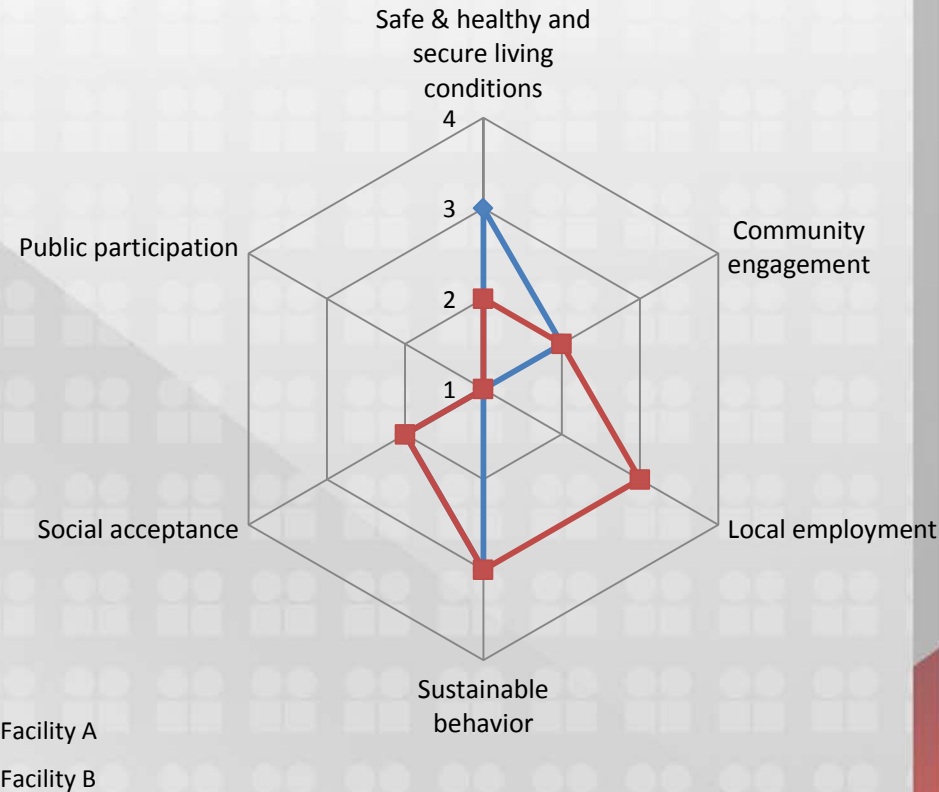 Safe & healthy and
secure living
conditions
4
3
2
1
Public participation
Community
engagement
Social acceptance
Local employment
Sustainable
behavior
Facility A
Facility B